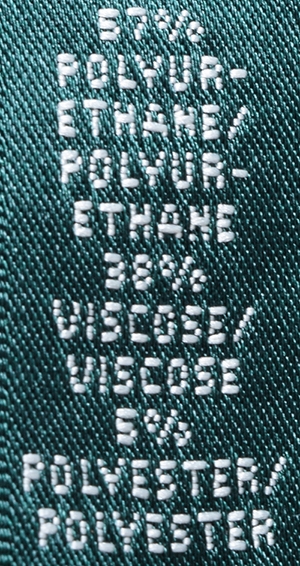 57%
POLYUR-
ETHANE/
POLYUR-
ETHANE
38%
VISCOSE/
VISCOSE
5%
POLYESTER/
POLYESTER